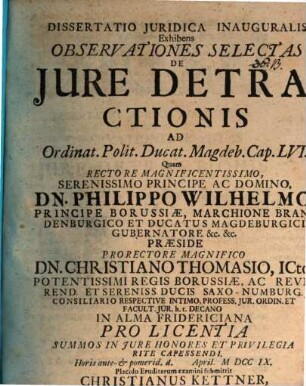 DISSERTATIO JURIDICA INAUGURALIS
Exhibens
OBSERVATIONES SELECTAS
DE
JURE DETRA-
CTIONIS
AD
Ordinat. Polit. Ducat. Magdeb. Cap. LVI.
Quam
RECTORE MAGNIFICENTISSIMO,
SERENISSIMO PRINCIPE AC DOMINO,
DN. PHILIPPO WILHELMO
PRINCIPE BORUSSIÆ, MARCHIONE BRAN-
DENBURGICO ET DUCATUS MAGDEBURGICI
GUBERNATORE &c. &c.
PRÆSIDE
PRORECTORE MAGNIFICO
DN. CHRISTIANO THOMASIO, ICto
POTENTISSIMI REGIS BORUSSIÆ, AC REVE-
REND. ET SERENISS. DUCIS SAXO-NUMBURG.
CONSILIARIO RESPECTIVE INTIMO, PROFESS. JUR. ORDIN. ET
FACULT. JUR. h. t. DECANO
IN ALMA FRIDERICIANA
PRO LICENTIA
SUMMOS IN JURE HONORES ET PRIVILEGIA
RITE CAPESSENDI,
Horis ante- & pomerid. d. April. M DCC IX.
Placido Eruditorum examini submittit
CHRISTIANUS KETTNER,